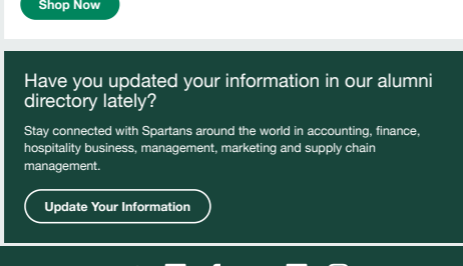 Shop Now
Have you updated your information in our alumni
directory lately?
Stay connected with Spartans around the world in accounting, finance,
hospitality business, management, marketing and supply chain
management.
Update Your Information